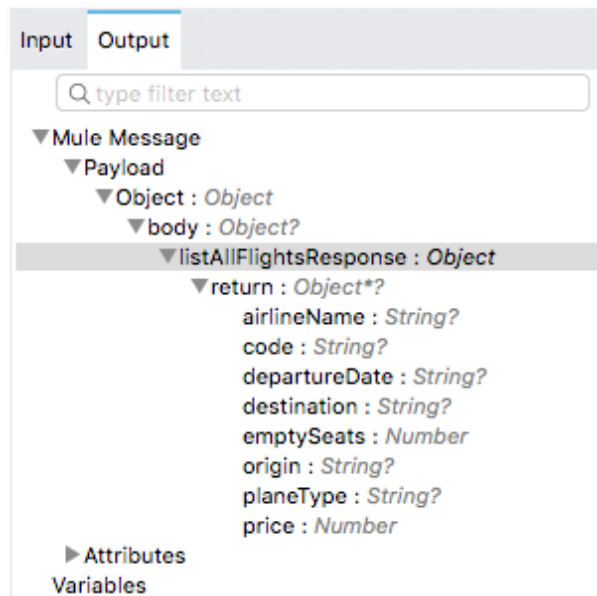 Input Output
type filter text
Mule Message
Payload
Object : Object
body : Object?
listAllFlightsResponse : Object
return : Object*?
airlineName : String?
code : String?
departureDate : String?
destination : String?
emptySeats : Number
origin : String?
planeType : String?
price : Number
Attributes
Variables